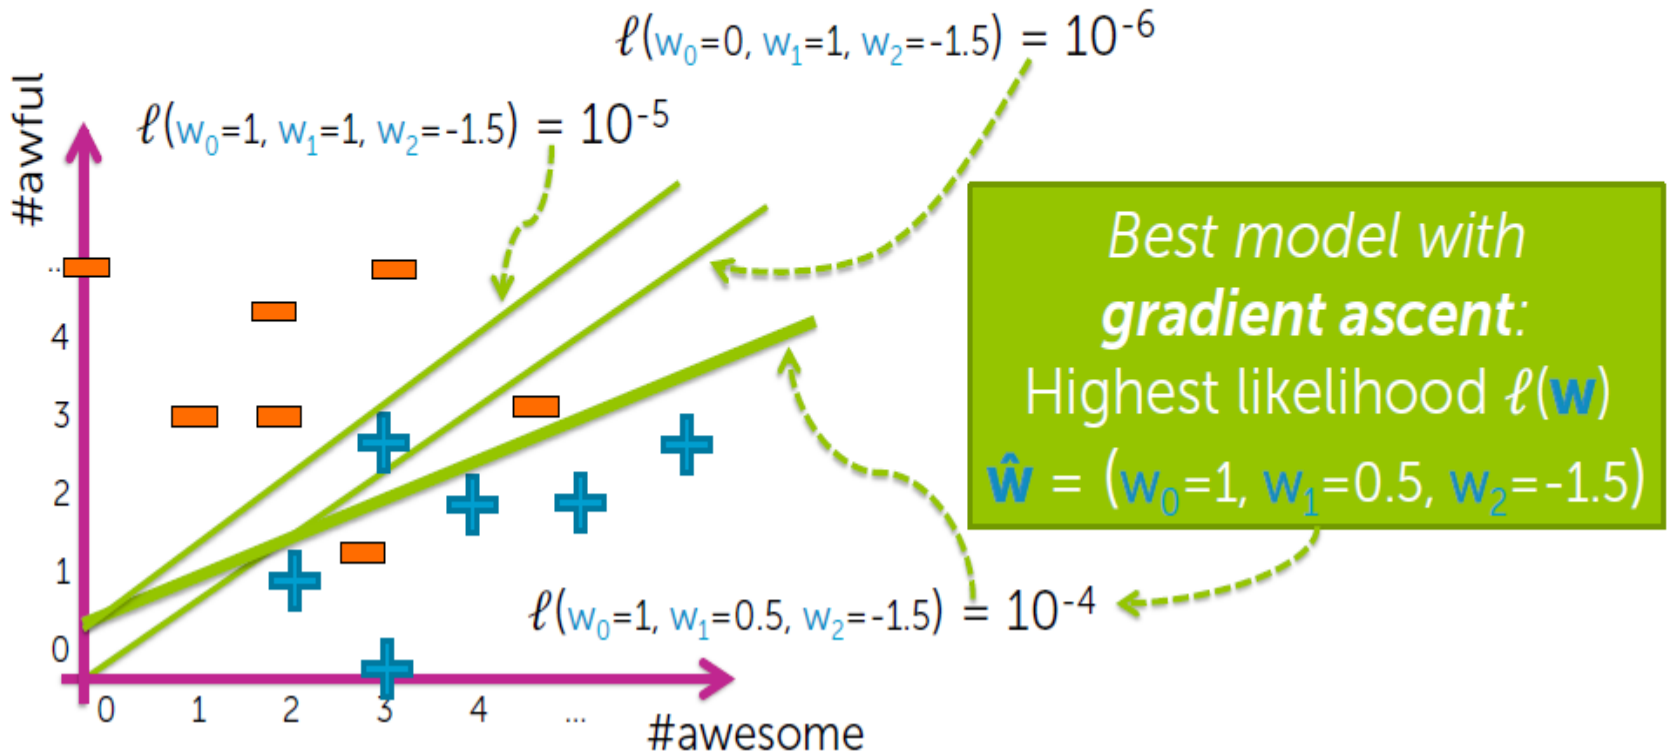 ℓ(w₀=0, w₁=1, w₂=-1.5) = 10⁻⁶
ℓ(w₀=1, w₁=1, w₂=-1.5) = 10⁻⁵
#awful
..
4
3
2
1
0
0 1 2 3 4 ...
#awesome
ℓ(w₀=1, w₁=0.5, w₂=-1.5) = 10⁻⁴
Best model with
gradient ascent:
Highest likelihood ℓ(w)
ŵ = (w₀=1, w₁=0.5, w₂=-1.5)